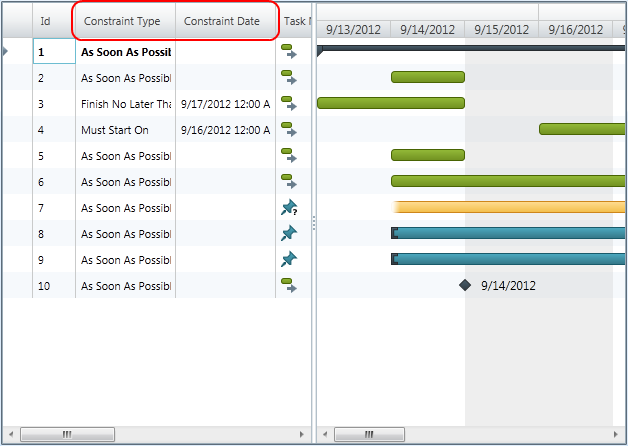 Id Constraint Type Constraint Date Task M
9/13/2012 9/14/2012 9/15/2012 9/16/2012
1 As Soon As Possib
2 As Soon As Possibl
3 Finish No Later Tha 9/17/2012 12:00 A
4 Must Start On 9/16/2012 12:00 A
5 As Soon As Possibl
6 As Soon As Possibl
7 As Soon As Possibl ?
8 As Soon As Possibl
9 As Soon As Possibl
10 As Soon As Possibl 9/14/2012